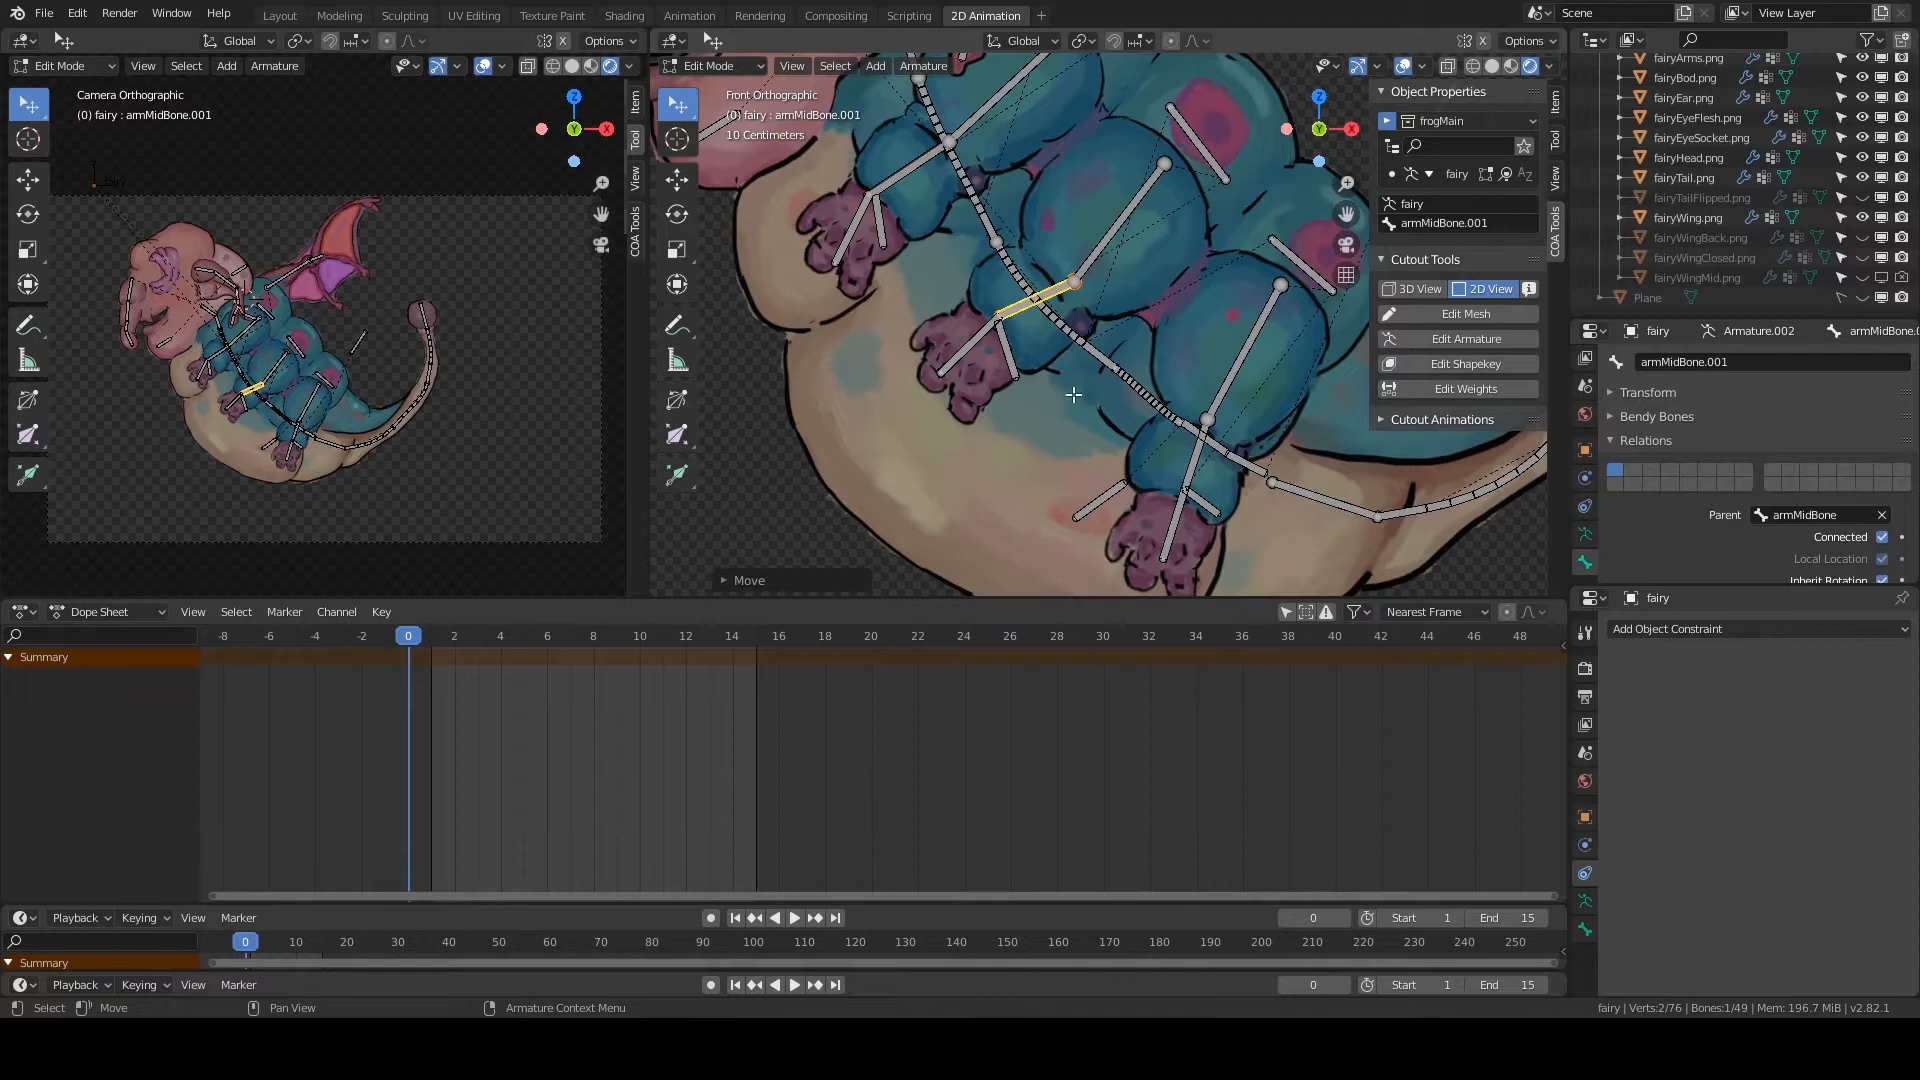 File Edit Render Window Help
Layout Modeling Sculpting UV Editing Texture Paint Shading Animation Rendering Compositing Scripting 2D Animation +
Scene
View Layer
Global
X
Options
Edit Mode View Select Add Armature
Camera Orthographic
(0) fairy : armMidBone.001
Z
Y
X
Item
Tool
View
COA Tools
Global
X
Options
Edit Mode View Select Add Armature
Front Orthographic
(0) fairy : armMidBone.001
10 Centimeters
Z
Y
X
Object Properties
frogMain
fairy
fairy
armMidBone.001
Cutout Tools
3D View 2D View
Edit Mesh
Edit Armature
Edit Shapekey
Edit Weights
Cutout Animations
Item
Tool
View
COA Tools
Move
fairyArms.png
fairyBod.png
fairyEar.png
fairyEyeFlesh.png
fairyEyeSocket.png
fairyHead.png
fairyTail.png
fairyTailFlipped.png
fairyWing.png
fairyWingBack.png
fairyWingClosed.png
fairyWingMid.png
Plane
fairy Armature.002 armMidBone.0
armMidBone.001
Transform
Bendy Bones
Relations
Parent armMidBone
Connected
Local Location
Inherit Rotation
fairy
Add Object Constraint
Dope Sheet View Select Marker Channel Key
Nearest Frame
-8 -6 -4 -2 0 2 4 6 8 10 12 14 16 18 20 22 24 26 28 30 32 34 36 38 40 42 44 46 48
Summary
Playback Keying View Marker
0 Start 1 End 15
0 10 20 30 40 50 60 70 80 90 100 110 120 130 140 150 160 170 180 190 200 210 220 230 240 250
Summary
Playback Keying View Marker
0 Start 1 End 15
Select Move Pan View Armature Context Menu
fairy | Verts:2/76 | Bones:1/49 | Mem: 196.7 MiB | v2.82.1